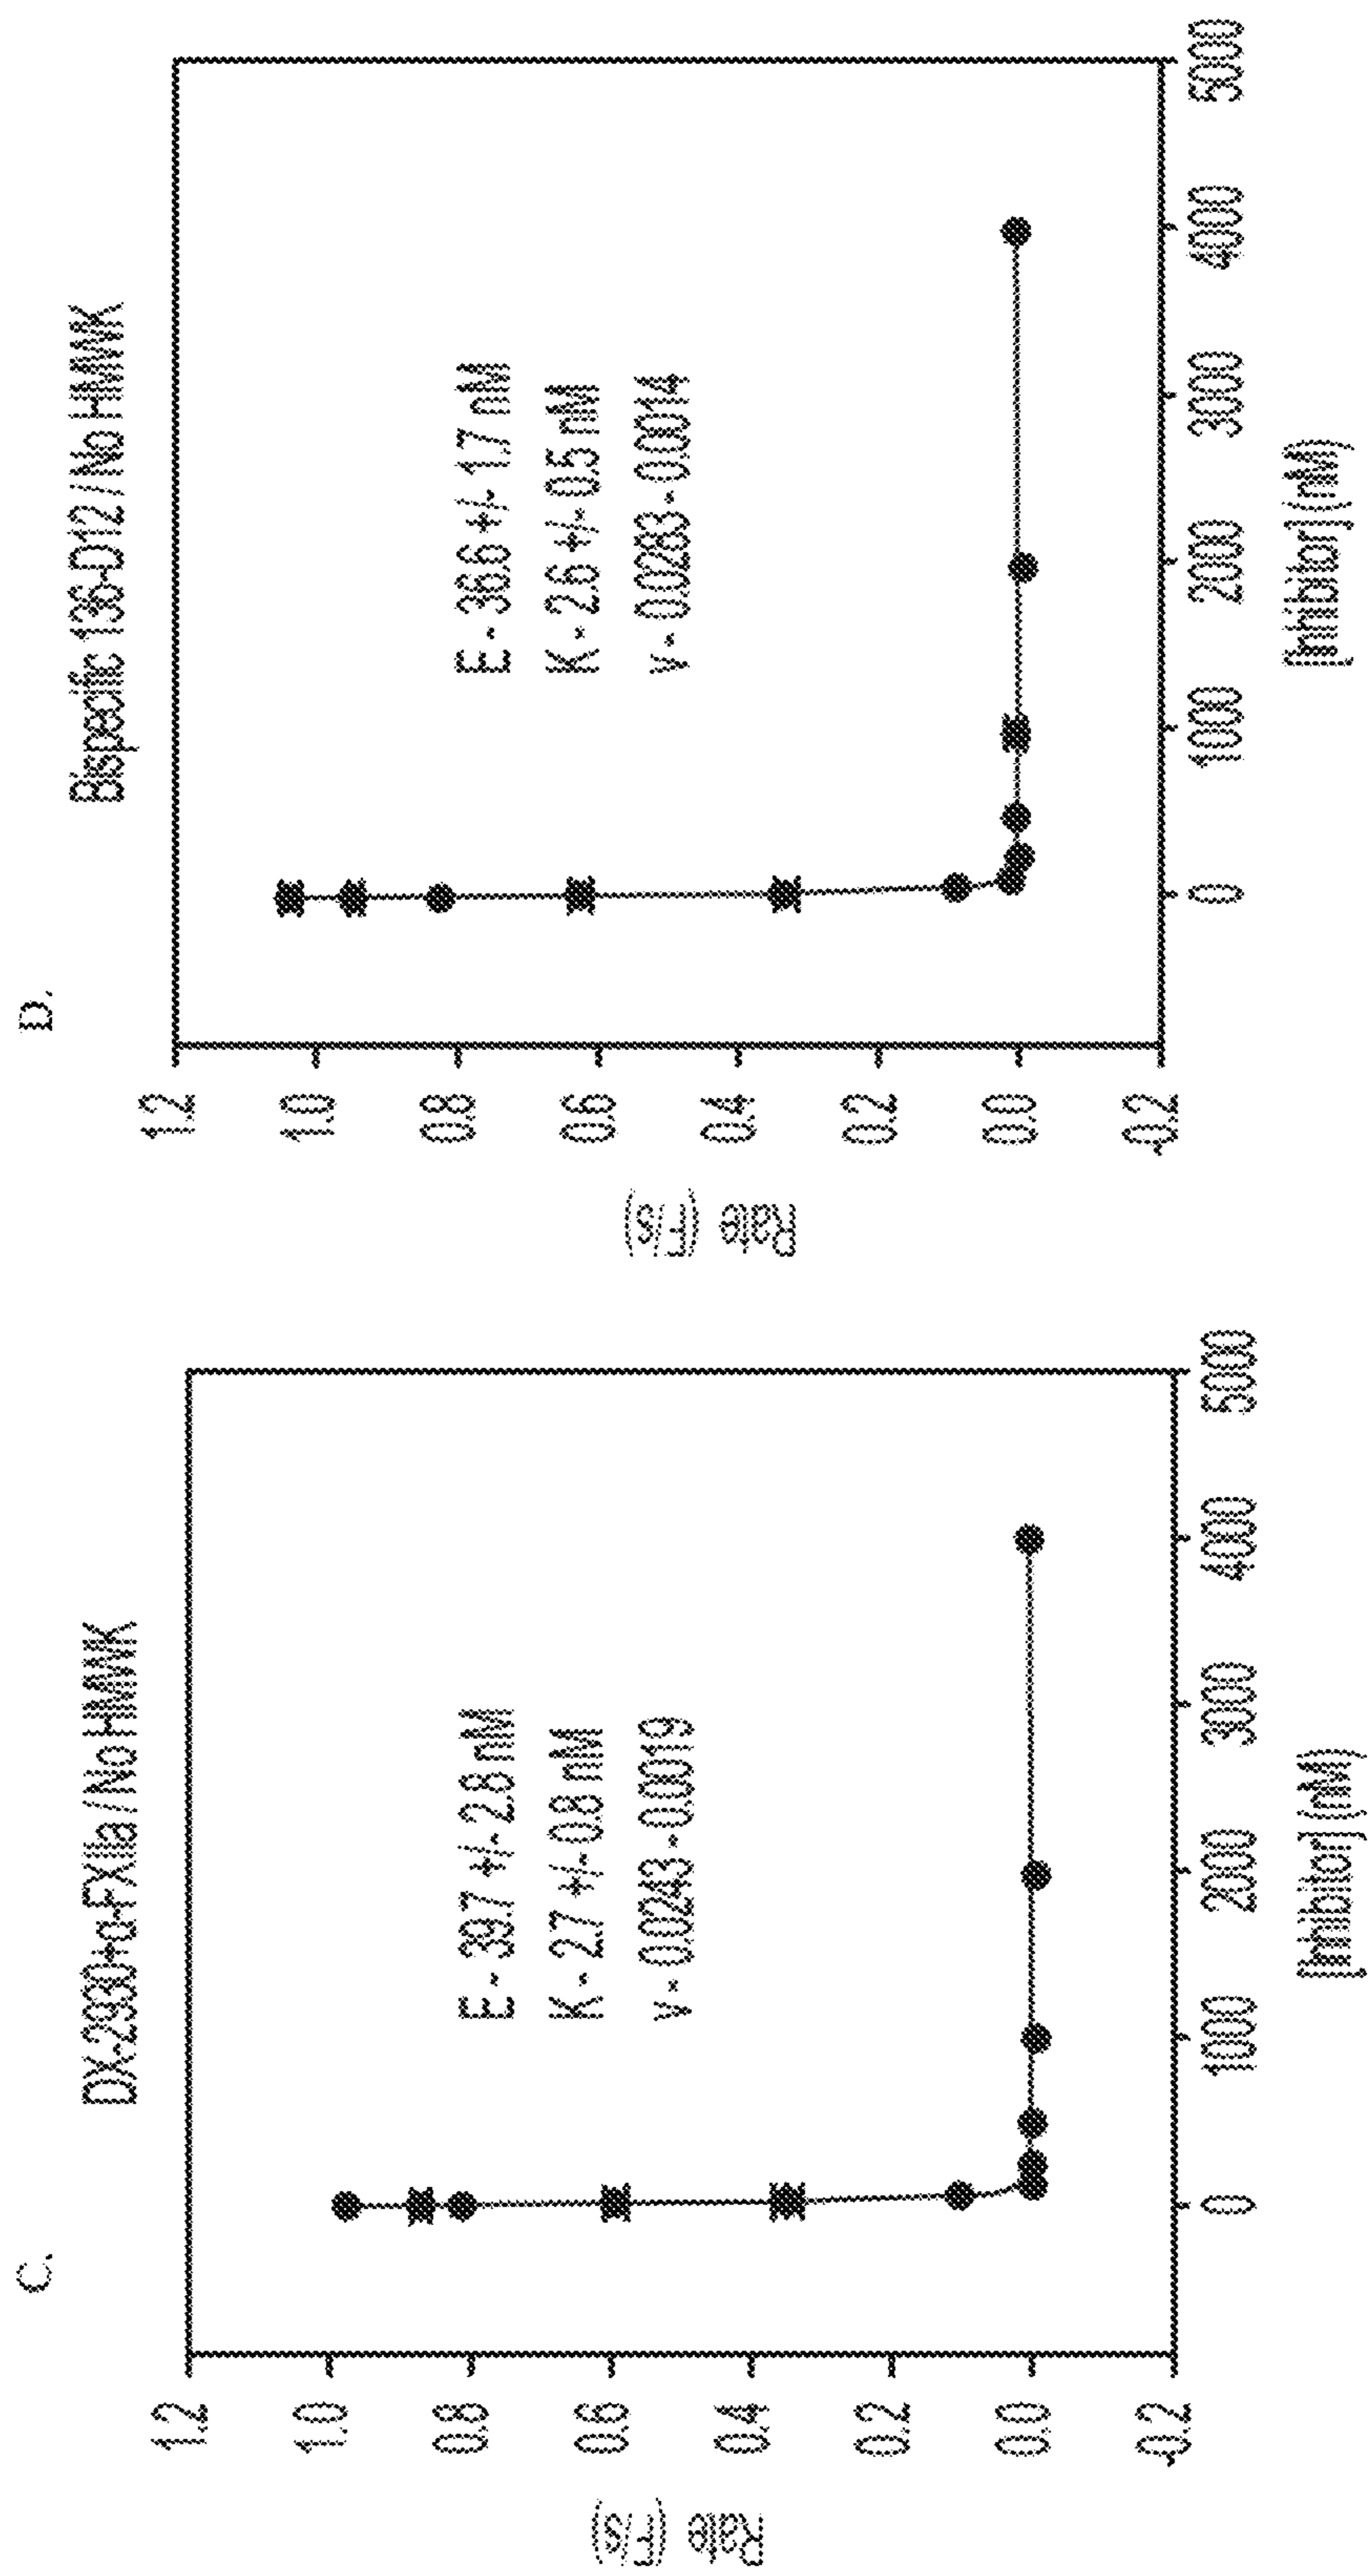 C.
DX-2930+α-FXIIa / No HMWK
Rate (F/s)
1.2
1.0
0.8
0.6
0.4
0.2
0.0
-0.2
E - 39.7 +/- 2.8 nM
K - 2.7 +/- 0.8 nM
v - 0.0243 - 0.0019
0 1000 2000 3000 4000 5000
[Inhibitor] (nM)
D.
Bispecific 136-D12 / No HMWK
Rate (F/s)
1.2
1.0
0.8
0.6
0.4
0.2
0.0
-0.2
E - 36.6 +/- 1.7 nM
K - 2.6 +/- 0.5 nM
v - 0.0283 - 0.0014
0 1000 2000 3000 4000 5000
[Inhibitor] (nM)